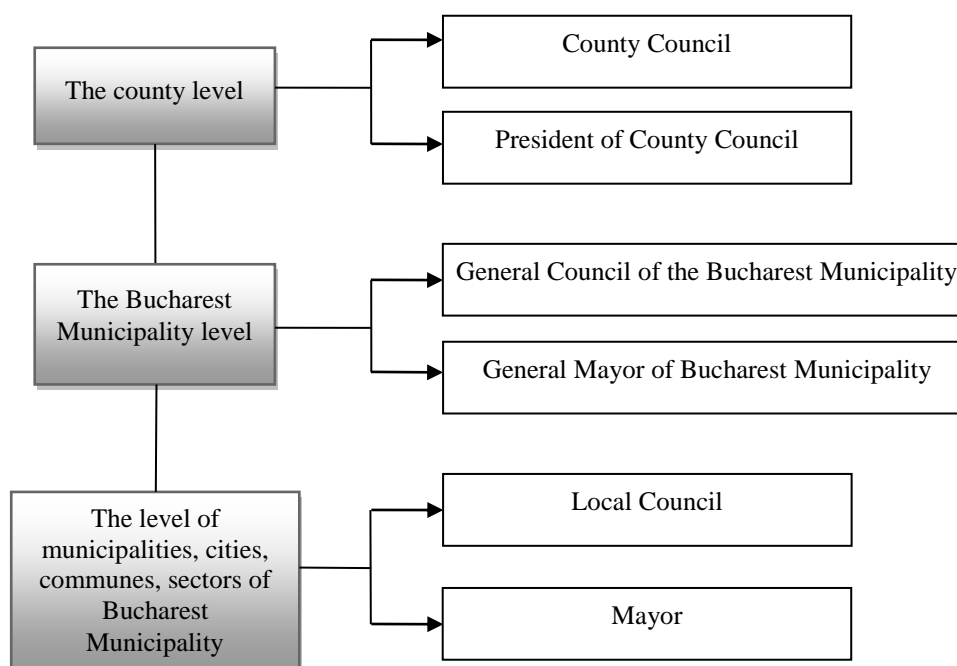 The county level
County Council
President of County Council
The Bucharest
Municipality level
General Council of the Bucharest Municipality
General Mayor of Bucharest Municipality
The level of
municipalities, cities,
communes, sectors of
Bucharest
Municipality
Local Council
Mayor